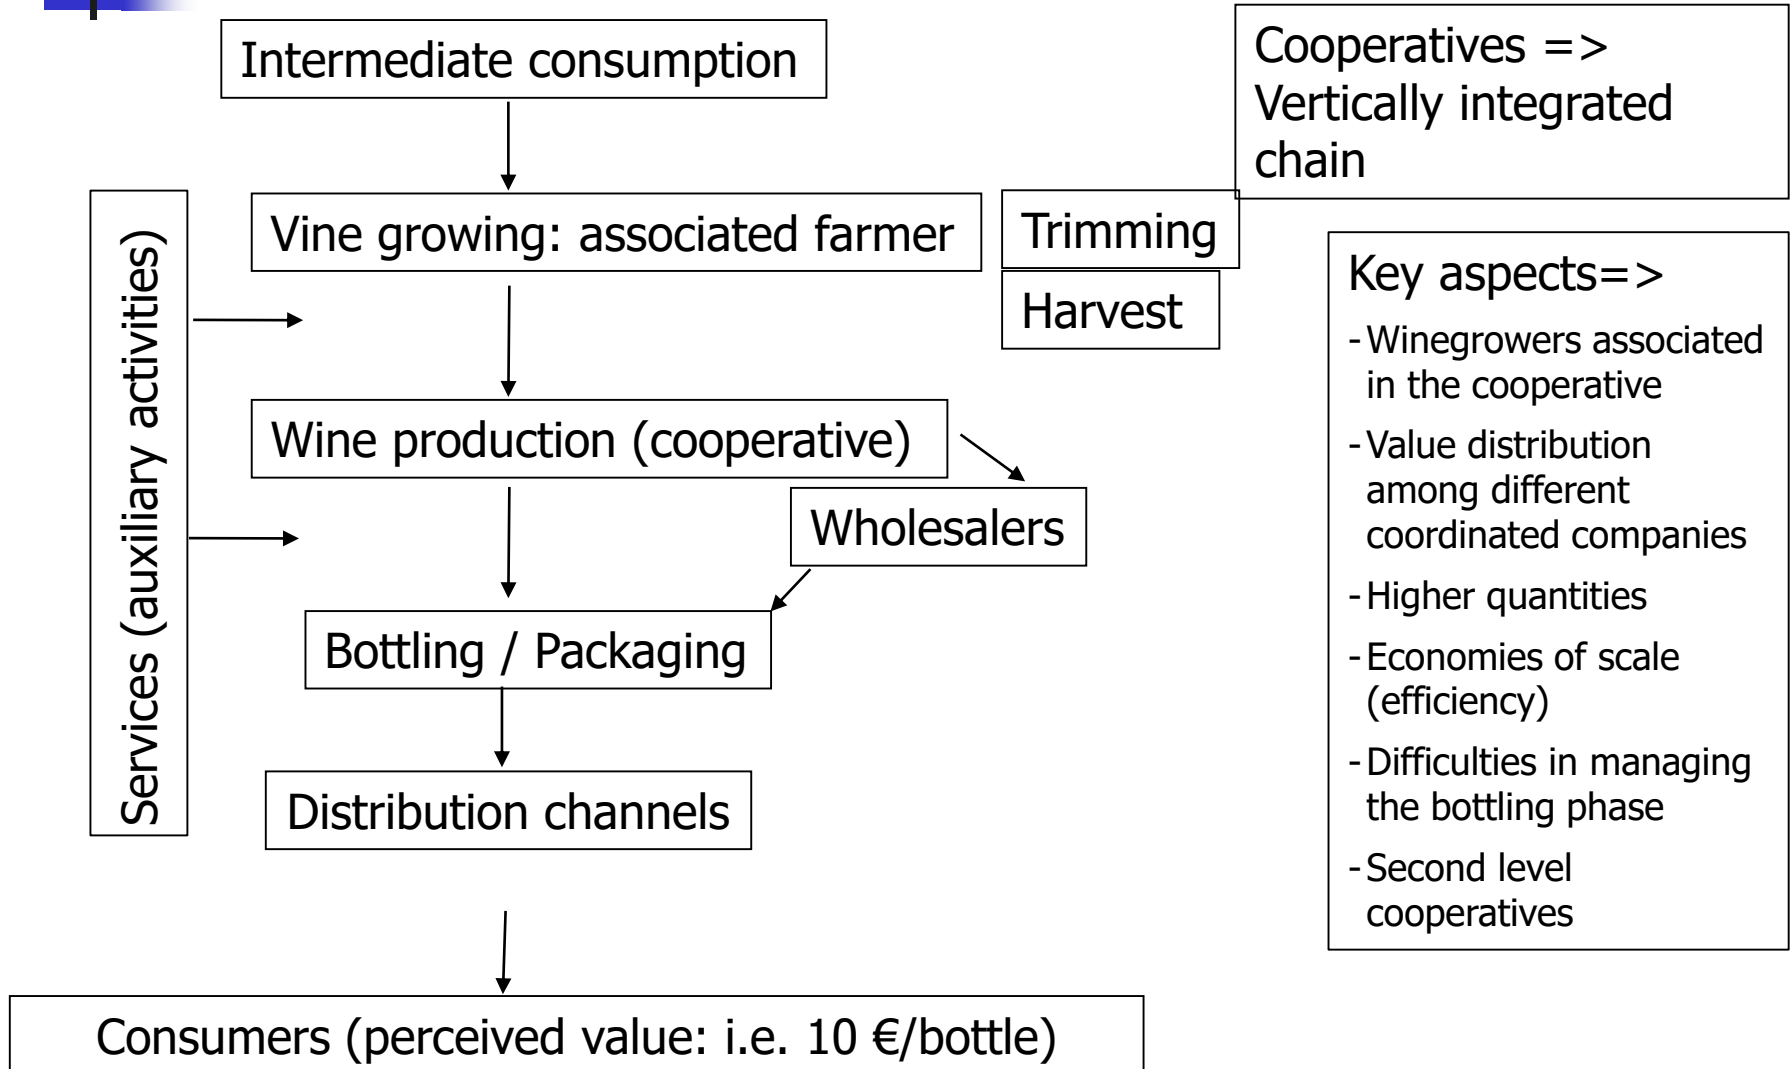 Intermediate consumption
Cooperatives =>
Vertically integrated
chain
Services (auxiliary activities)
Vine growing: associated farmer
Trimming
Harvest
Wine production (cooperative)
Wholesalers
Bottling / Packaging
Distribution channels
Consumers (perceived value: i.e. 10 €/bottle)
Key aspects=>
-Winegrowers associated
in the cooperative
-Value distribution
among different
coordinated companies
-Higher quantities
-Economies of scale
(efficiency)
-Difficulties in managing
the bottling phase
-Second level
cooperatives